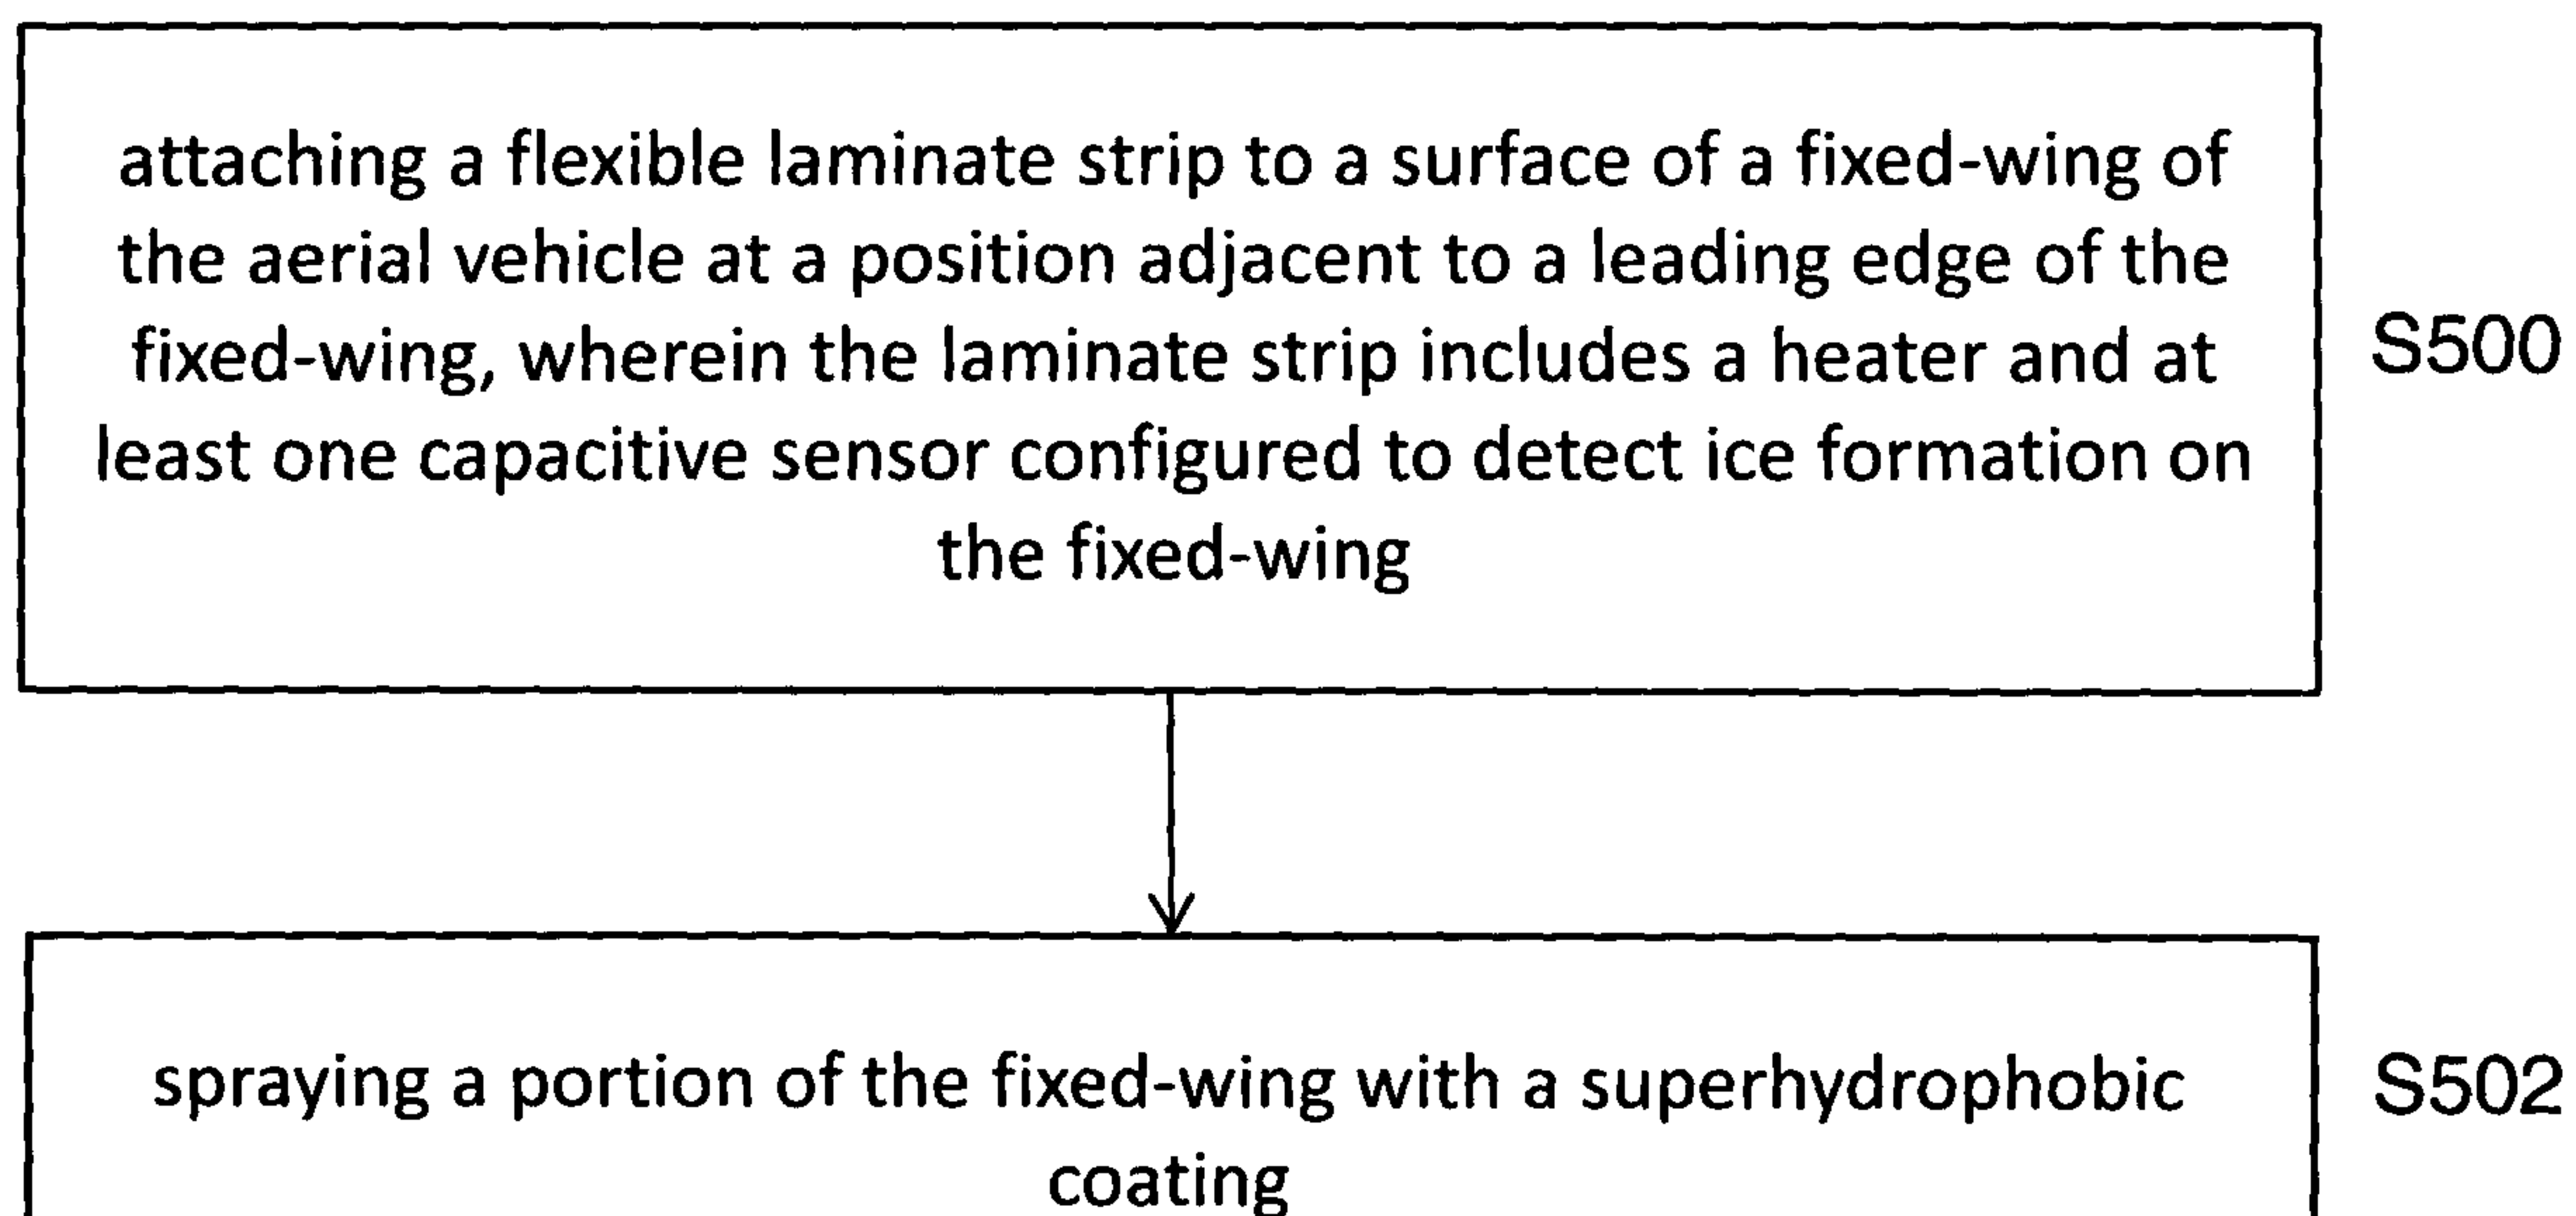 attaching a flexible laminate strip to a surface of a fixed-wing of
the aerial vehicle at a position adjacent to a leading edge of the
fixed-wing, wherein the laminate strip includes a heater and at
least one capacitive sensor configured to detect ice formation on
the fixed-wing
S500
spraying a portion of the fixed-wing with a superhydrophobic
coating
S502